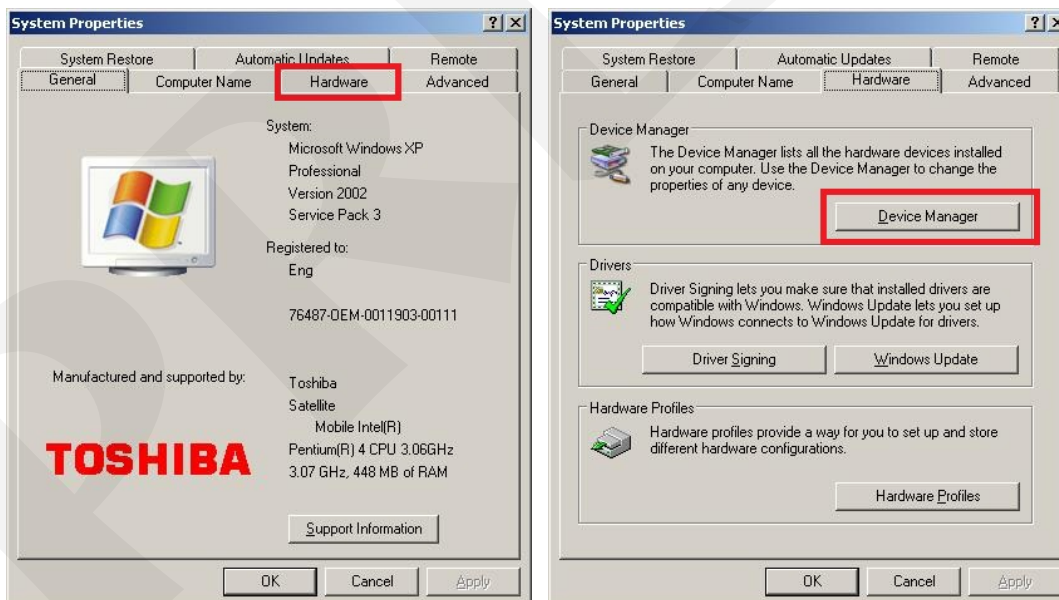 System Properties
System Restore Automatic Updates Remote
General Computer Name Hardware Advanced
System:
Microsoft Windows XP
Professional
Version 2002
Service Pack 3
Registered to:
Eng
76487-OEM-0011903-00111
Manufactured and supported by:
TOSHIBA
Toshiba
Satellite
Mobile Intel(R)
Pentium(R) 4 CPU 3.06GHz
3.07 GHz, 448 MB of RAM
Support Information
OK Cancel Apply
System Properties
System Restore Automatic Updates Remote
General Computer Name Hardware Advanced
Device Manager
The Device Manager lists all the hardware devices installed
on your computer. Use the Device Manager to change the
properties of any device.
Device Manager
Drivers
Driver Signing lets you make sure that installed drivers are
compatible with Windows. Windows Update lets you set up
how Windows connects to Windows Update for drivers.
Driver Signing Windows Update
Hardware Profiles
Hardware profiles provide a way for you to set up and store
different hardware configurations.
Hardware Profiles
OK Cancel Apply